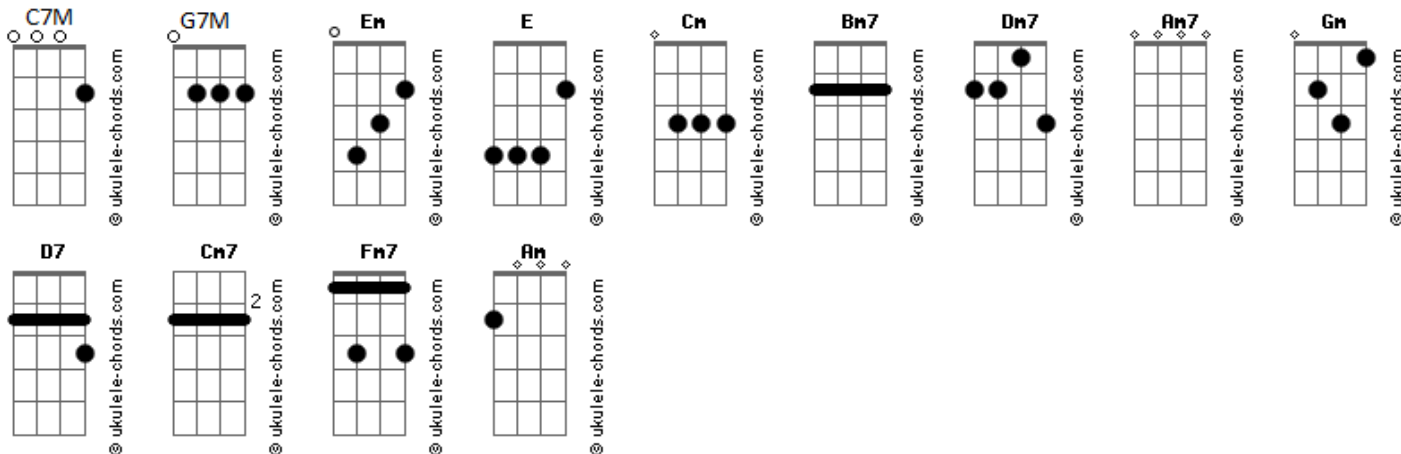 C7M G7M Em E Cm Bm7 Dm7 Am7 Gm
© ukulele-chords.com © ukulele-chords.com © ukulele-chords.com © ukulele-chords.com © ukulele-chords.com © ukulele-chords.com © ukulele-chords.com © ukulele-chords.com © ukulele-chords.com
D7 Cm7 Fm7 Am
2
© ukulele-chords.com © ukulele-chords.com © ukulele-chords.com © ukulele-chords.com